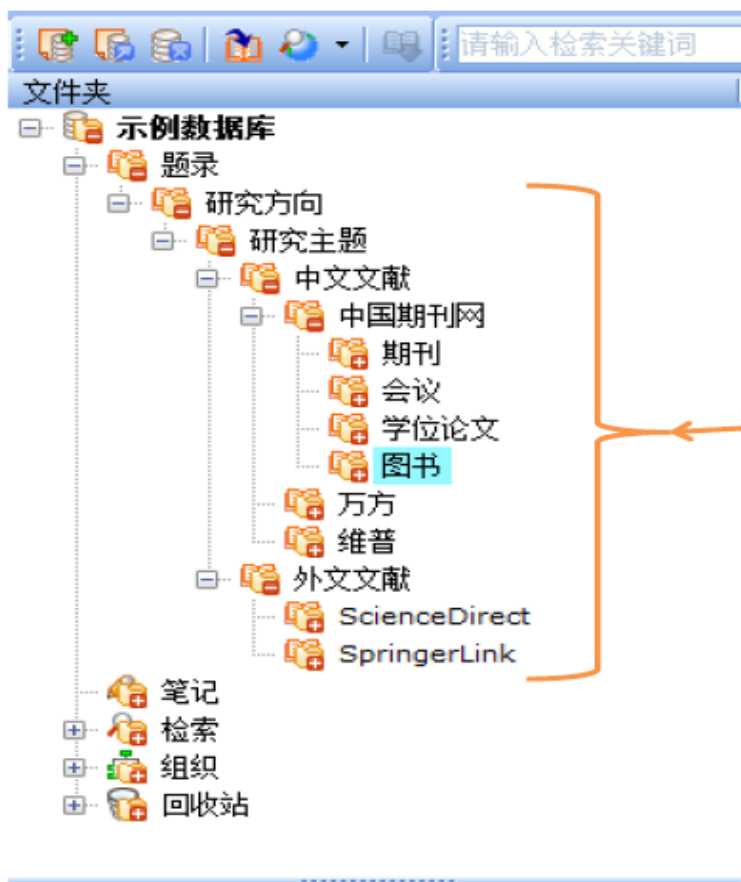 请输入检索关键词
文件夹
示例数据库
题录
研究方向
研究主题
中文文献
中国期刊网
期刊
会议
学位论文
图书
万方
维普
外文文献
ScienceDirect
SpringerLink
笔记
检索
组织
回收站